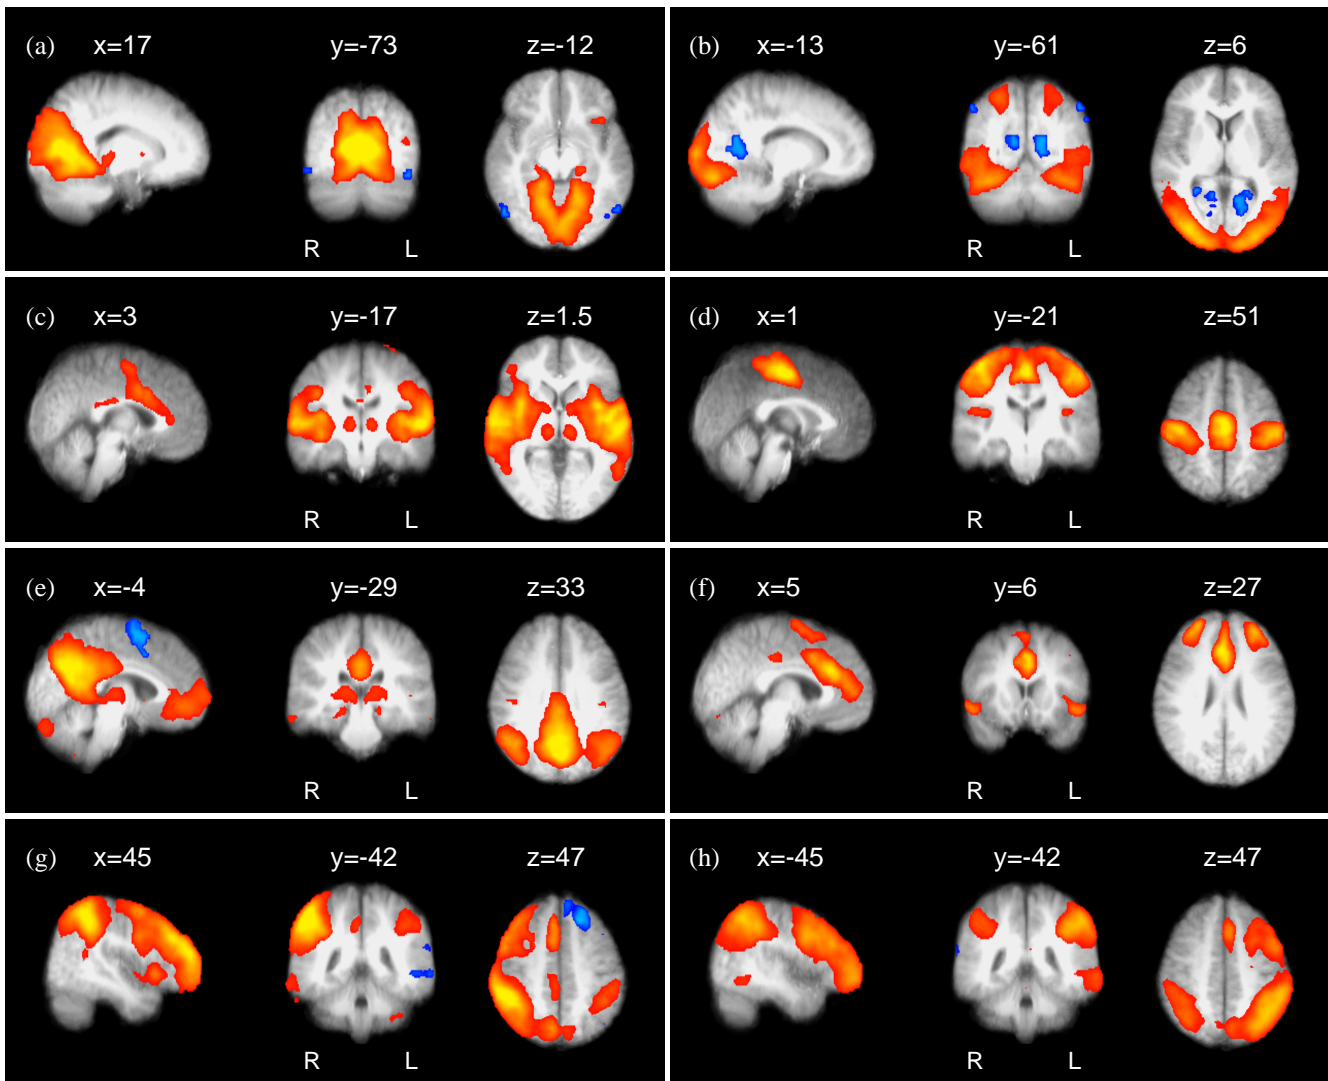 (a) x=17 y=-73 z=-12
R L
(b) x=-13 y=-61 z=6
R L
(c) x=3 y=-17 z=1.5
R L
(d) x=1 y=-21 z=51
R L
(e) x=-4 y=-29 z=33
R L
(f) x=5 y=6 z=27
R L
(g) x=45 y=-42 z=47
R L
(h) x=-45 y=-42 z=47
R L